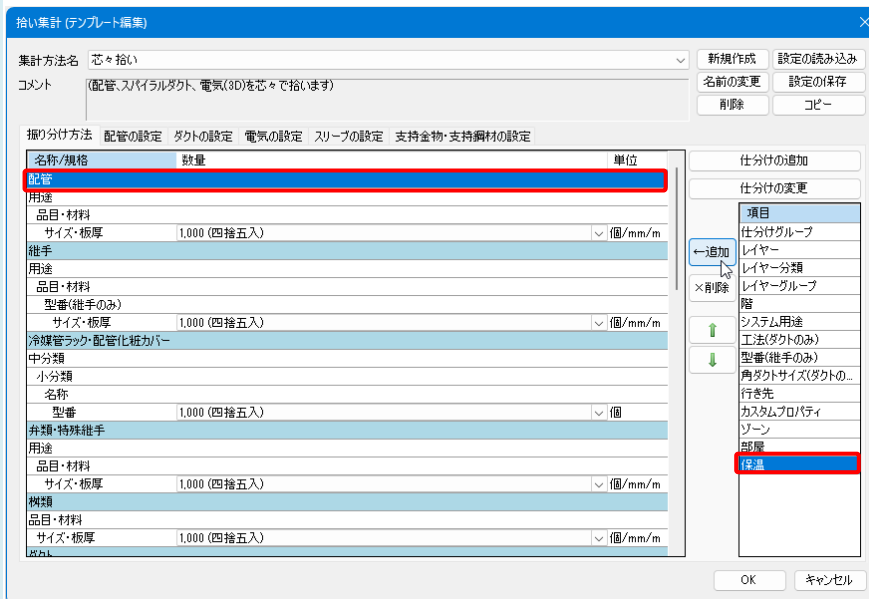 拾い集計 (テンプレート編集)
集計方法名 芯々拾い 新規作成 設定の読み込み
コメント (配管、スパイラルダクト、電気(3D)を芯々で拾います) 名前の変更 設定の保存
削除 コピー
振り分け方法 配管の設定 ダクトの設定 電気の設定 スリーブの設定 支持金物・支持鋼材の設定
名称/規格 数量 単位 仕分けの追加
配管 仕分けの変更
用途
品目・材料 項目
サイズ・板厚 1,000 (四捨五入) 個/mm/m 仕分けグループ
継手 ←追加 レイヤー
用途 レイヤー分類
品目・材料 ×削除 レイヤーグループ
型番(継手のみ) 階
サイズ・板厚 1,000 (四捨五入) 個/mm/m システム用途
冷媒管ラック・配管化粧カバー 工法(ダクトのみ)
中分類 型番(継手のみ)
小分類 角ダクトサイズ(ダクトの...
名称 行き先
型番 1,000 (四捨五入) 個 カスタムプロパティ
弁類・特殊継手 ゾーン
用途 部屋
品目・材料 保温
サイズ・板厚 1,000 (四捨五入) 個/mm/m
桝類
品目・材料
サイズ・板厚 1,000 (四捨五入) 個/mm/m
ダクト
OK キャンセル